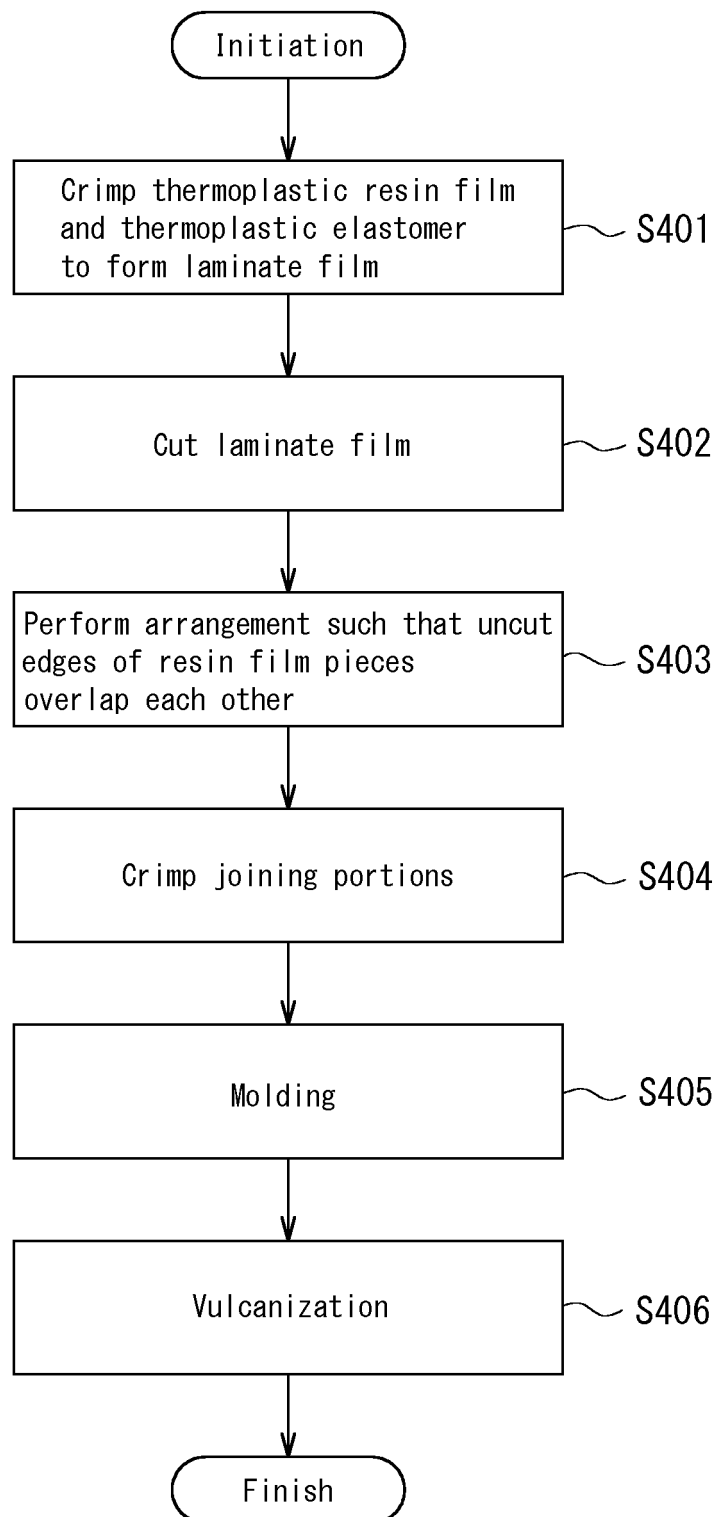 Initiation
Crimp thermoplastic resin film
and thermoplastic elastomer
to form laminate film
S401
Cut laminate film
S402
Perform arrangement such that uncut
edges of resin film pieces
overlap each other
S403
Crimp joining portions
S404
Molding
S405
Vulcanization
S406
Finish